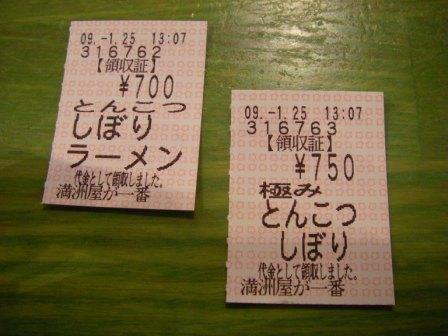 09.-1.25 13:07
316762
【領収証】
¥700
とんこつ
しぼり
ラーメン
代金として領収しました。
満洲屋が一番
09.-1.25 13:07
316763
【領収証】
¥750
極み
とんこつ
しぼり
代金として領収しました。
満洲屋が一番